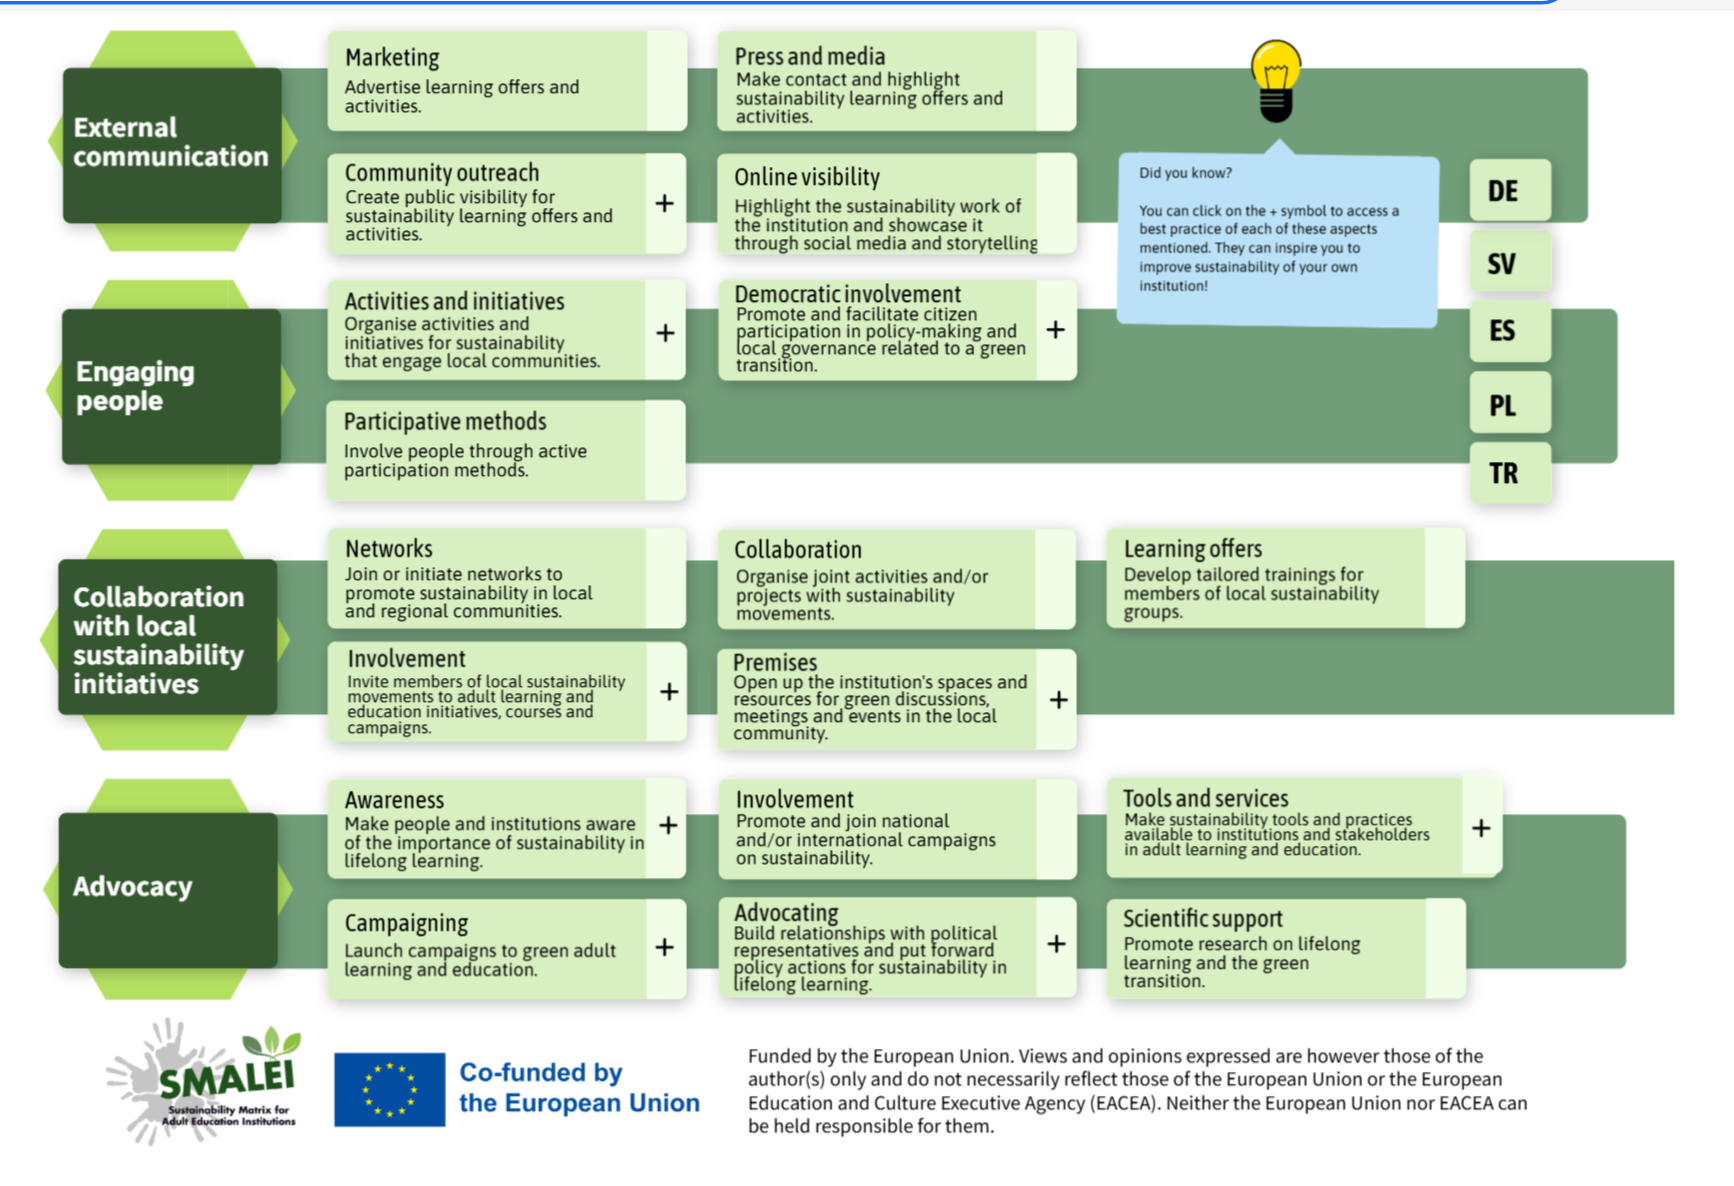 External
communication
Marketing
Advertise learning offers and
activities.
Press and media
Make contact and highlight
sustainability learning offers and
activities.
Community outreach
Create public visibility for
sustainability learning offers and
activities.
+
Online visibility
Highlight the sustainability work of
the institution and showcase it
through social media and storytelling
Did you know?
You can click on the + symbol to access a
best practice of each of these aspects
mentioned. They can inspire you to
improve sustainability of your own
institution!
DE
SV
ES
PL
TR
Engaging
people
Activities and initiatives
Organise activities and
initiatives for sustainability
that engage local communities.
+
Democratic involvement
Promote and facilitate citizen
participation in policy-making and
local governance related to a green
transition.
+
Participative methods
Involve people through active
participation methods.
Collaboration
with local
sustainability
initiatives
Networks
Join or initiate networks to
promote sustainability in local
and regional communities.
Collaboration
Organise joint activities and/or
projects with sustainability
movements.
Learning offers
Develop tailored trainings for
members of local sustainability
groups.
Involvement
Invite members of local sustainability
movements to adult learning and
education initiatives, courses and
campaigns.
+
Premises
Open up the institution's spaces and
resources for green discussions,
meetings and events in the local
community.
+
Advocacy
Awareness
Make people and institutions aware
of the importance of sustainability in
lifelong learning.
+
Involvement
Promote and join national
and/or international campaigns
on sustainability.
Tools and services
Make sustainability tools and practices
available to institutions and stakeholders
in adult learning and education.
+
Campaigning
Launch campaigns to green adult
learning and education.
+
Advocating
Build relationships with political
representatives and put forward
policy actions for sustainability in
lifelong learning.
+
Scientific support
Promote research on lifelong
learning and the green
transition.
SMALEI
Sustainability Matrix for
Adult Education Institutions
Co-funded by
the European Union
Funded by the European Union. Views and opinions expressed are however those of the
author(s) only and do not necessarily reflect those of the European Union or the European
Education and Culture Executive Agency (EACEA). Neither the European Union nor EACEA can
be held responsible for them.